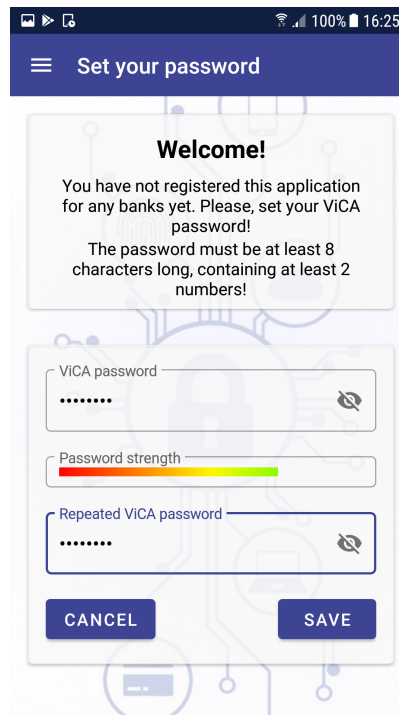 100% 16:25
Set your password
Welcome!
You have not registered this application
for any banks yet. Please, set your ViCA
password!
The password must be at least 8
characters long, containing at least 2
numbers!
ViCA password
••••••••
Password strength
Repeated ViCA password
••••••••
CANCEL SAVE